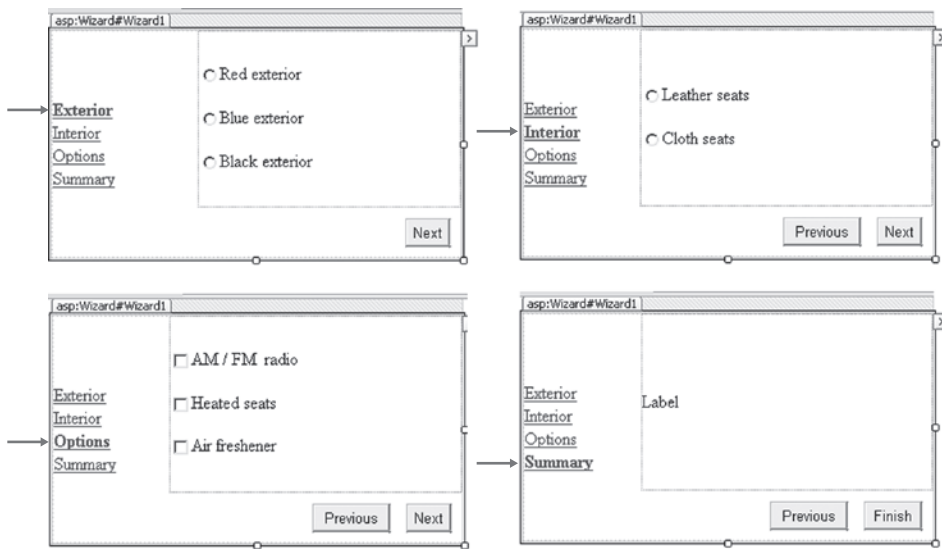 asp:Wizard#Wizard1
Exterior
Interior
Options
Summary
Red exterior
Blue exterior
Black exterior
Next
asp:Wizard#Wizard1
Exterior
Interior
Options
Summary
Leather seats
Cloth seats
Previous
Next
asp:Wizard#Wizard1
Exterior
Interior
Options
Summary
AM / FM radio
Heated seats
Air freshener
Previous
Next
asp:Wizard#Wizard1
Exterior
Interior
Options
Summary
Label
Previous
Finish